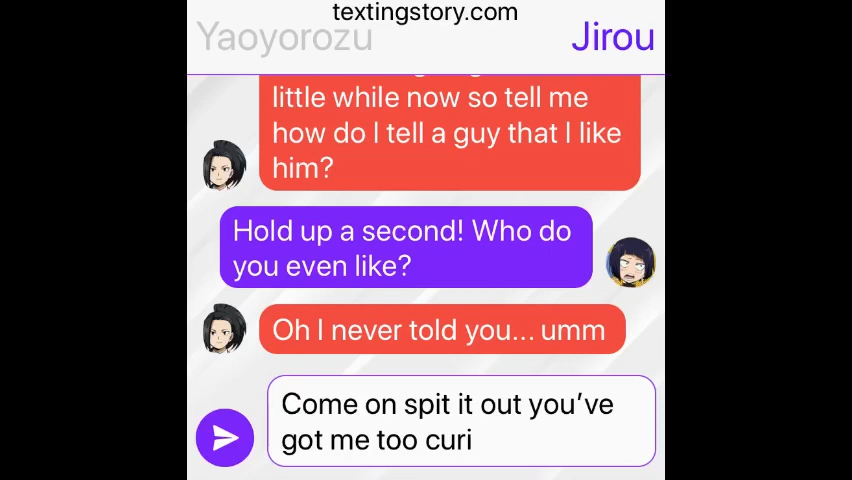 textingstory.com
Yaoyorozu
Jirou
little while now so tell me
how do I tell a guy that I like
him?
Hold up a second! Who do
you even like?
Oh I never told you... umm
Come on spit it out you’ve
got me too curi